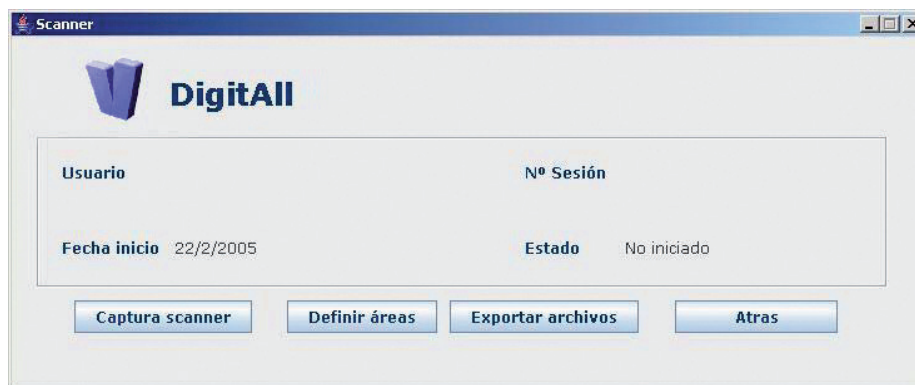 Scanner
DigitAll
Usuario Nº Sesión
Fecha inicio 22/2/2005 Estado No iniciado
Captura scanner Definir áreas Exportar archivos Atras